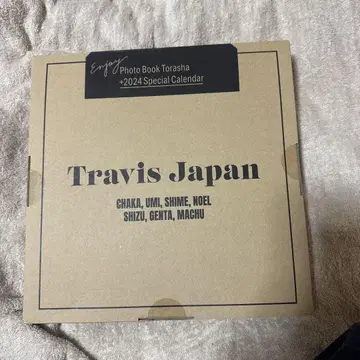 Enjoy
Photo Book Torasha
+2024 Special Calendar
Travis Japan
CHAKA, UMI, SHIME, NOEL
SHIZU, GENTA, MACHU